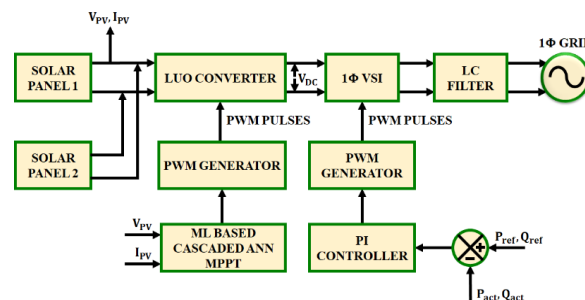 V_PV, I_PV
SOLAR
PANEL 1
LUO CONVERTER
V_DC
1Φ VSI
LC
FILTER
1Φ GRI
PWM PULSES
PWM PULSES
SOLAR
PANEL 2
PWM GENERATOR
PWM
GENERATOR
V_PV
I_PV
ML BASED
CASCADED ANN
MPPT
PI
CONTROLLER
P_ref, Q_ref
P_act, Q_act